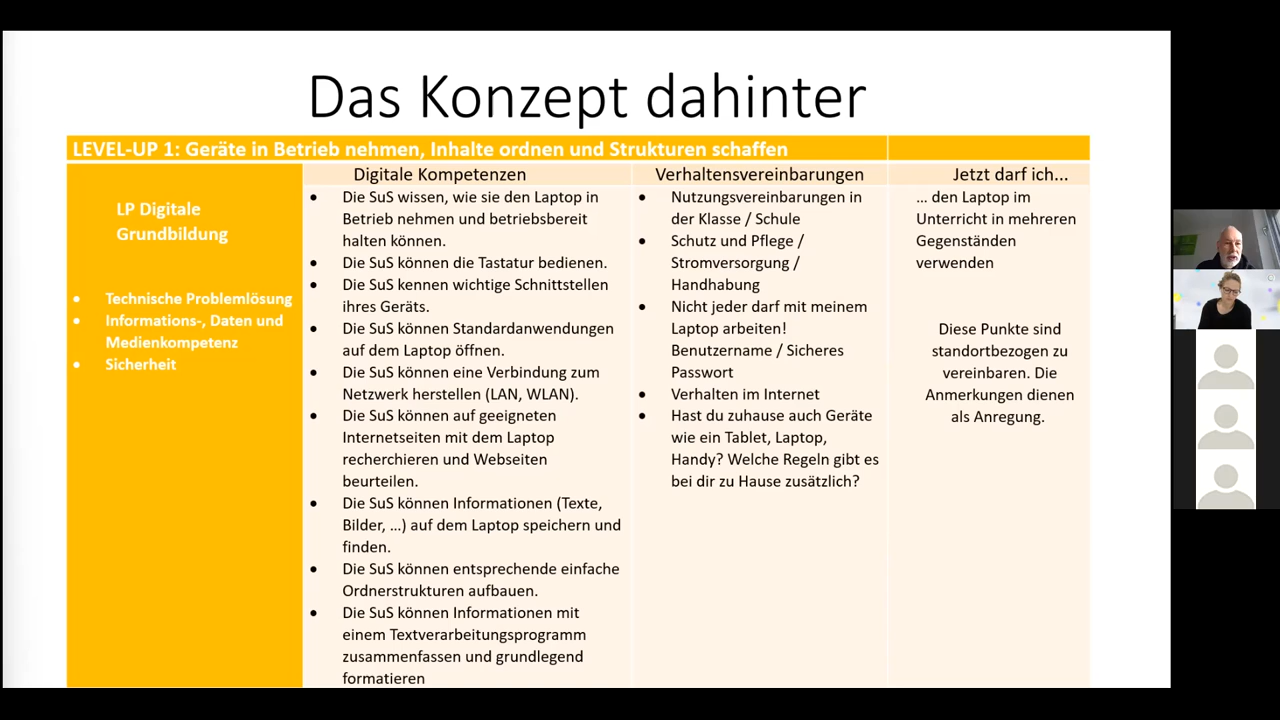 Das Konzept dahinter
LEVEL-UP 1: Geräte in Betrieb nehmen, Inhalte ordnen und Strukturen schaffen
LP Digitale
Grundbildung
• Technische Problemlösung
• Informations-, Daten und
Medienkompetenz
• Sicherheit
Digitale Kompetenzen
• Die SuS wissen, wie sie den Laptop in
Betrieb nehmen und betriebsbereit
halten können.
• Die SuS können die Tastatur bedienen.
• Die SuS kennen wichtige Schnittstellen
ihres Geräts.
• Die SuS können Standardanwendungen
auf dem Laptop öffnen.
• Die SuS können eine Verbindung zum
Netzwerk herstellen (LAN, WLAN).
• Die SuS können auf geeigneten
Internetseiten mit dem Laptop
recherchieren und Webseiten
beurteilen.
• Die SuS können Informationen (Texte,
Bilder, …) auf dem Laptop speichern und
finden.
• Die SuS können entsprechende einfache
Ordnerstrukturen aufbauen.
• Die SuS können Informationen mit
einem Textverarbeitungsprogramm
zusammenfassen und grundlegend
formatieren
Verhaltensvereinbarungen
• Nutzungsvereinbarungen in
der Klasse / Schule
• Schutz und Pflege /
Stromversorgung /
Handhabung
• Nicht jeder darf mit meinem
Laptop arbeiten!
Benutzername / Sicheres
Passwort
• Verhalten im Internet
• Hast du zuhause auch Geräte
wie ein Tablet, Laptop,
Handy? Welche Regeln gibt es
bei dir zu Hause zusätzlich?
Jetzt darf ich...
… den Laptop im
Unterricht in mehreren
Gegenständen
verwenden
Diese Punkte sind
standortbezogen zu
vereinbaren. Die
Anmerkungen dienen
als Anregung.